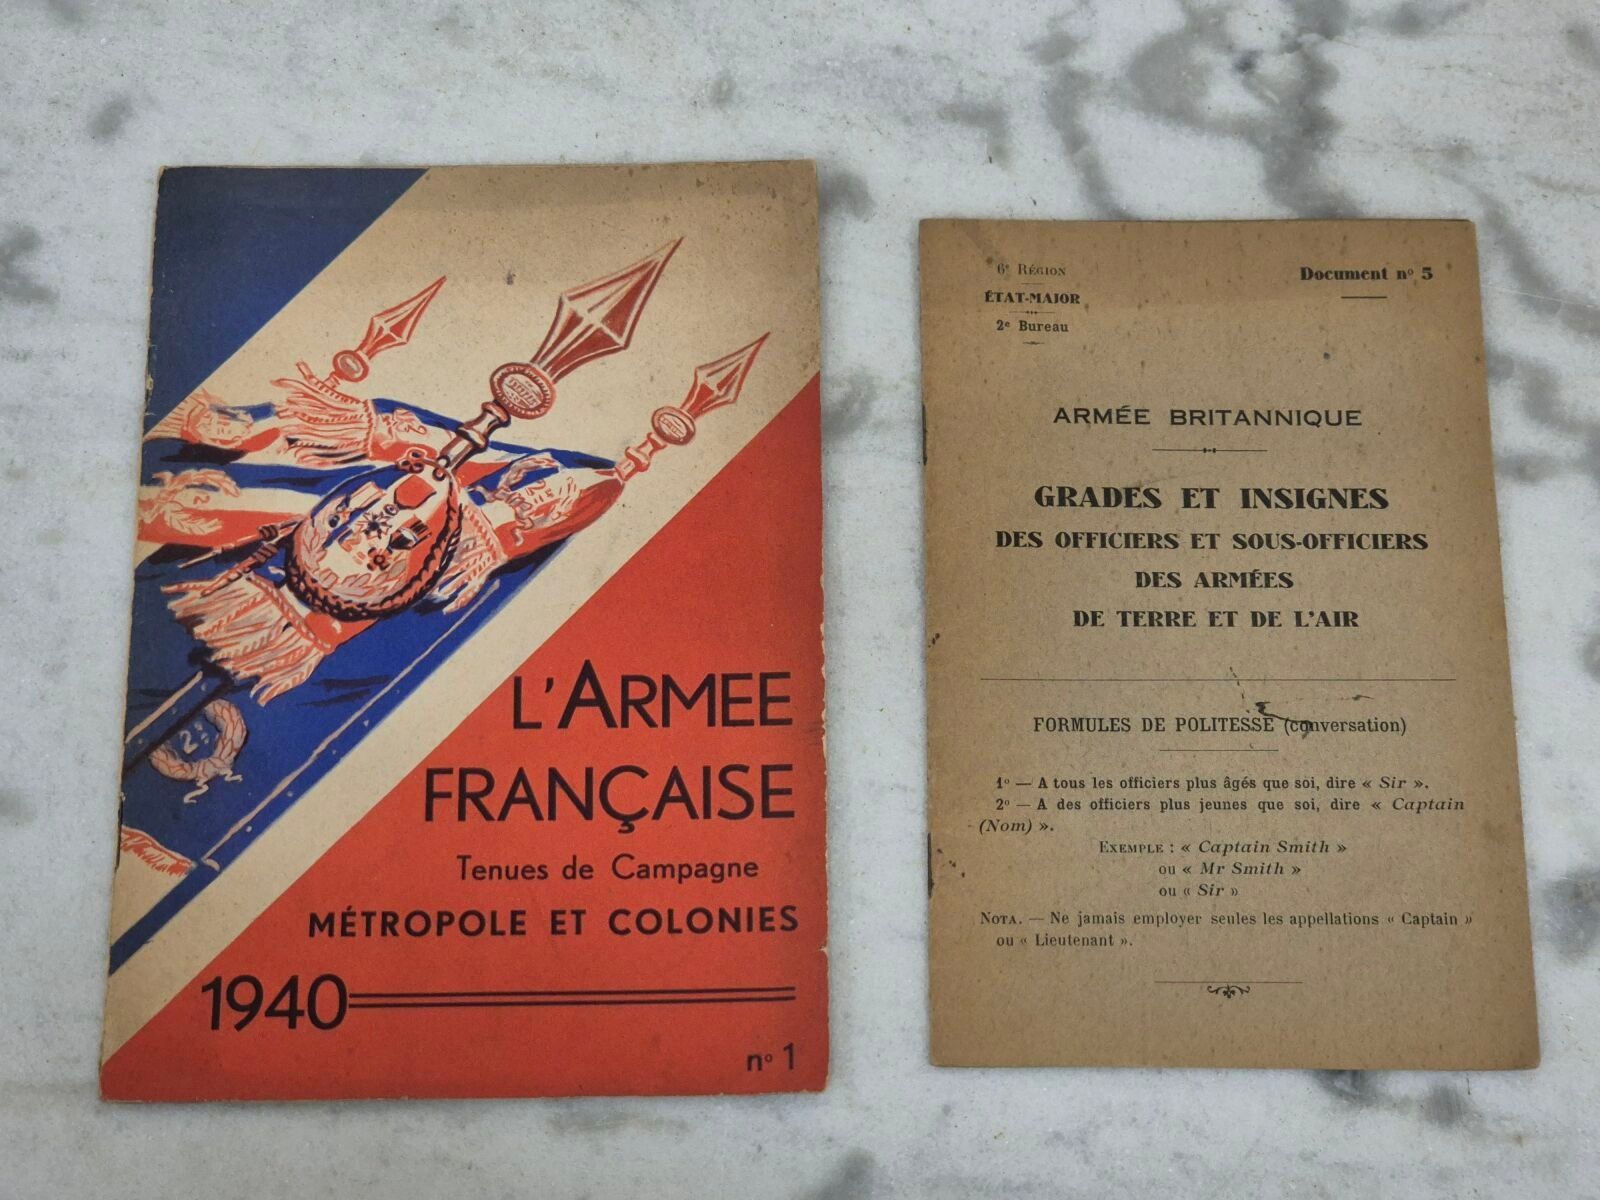 L'ARMEE
FRANÇAISE
Tenues de Campagne
MÉTROPOLE ET COLONIES
1940
n° 1
6e RÉGION
ÉTAT-MAJOR
2e Bureau
Document n° 5
ARMÉE BRITANNIQUE
GRADES ET INSIGNES
DES OFFICIERS ET SOUS-OFFICIERS
DES ARMÉES
DE TERRE ET DE L'AIR
FORMULES DE POLITESSE (conversation)
1° — A tous les officiers plus âgés que soi, dire « Sir ».
2° — A des officiers plus jeunes que soi, dire « Captain
(Nom) ».
EXEMPLE : « Captain Smith »
ou « Mr Smith »
ou « Sir »
NOTA. — Ne jamais employer seules les appellations « Captain »
ou « Lieutenant ».